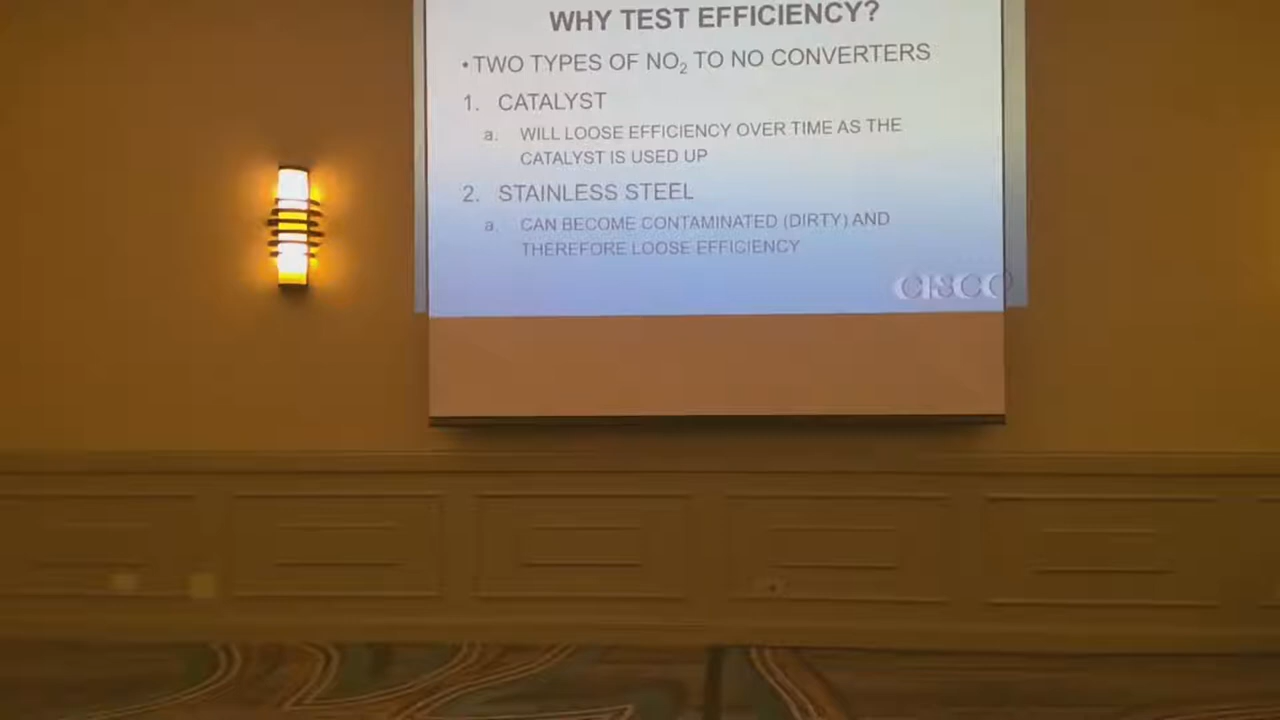 WHY TEST EFFICIENCY?
• TWO TYPES OF NO₂ TO NO CONVERTERS
1. CATALYST
a. WILL LOOSE EFFICIENCY OVER TIME AS THE
CATALYST IS USED UP
2. STAINLESS STEEL
a. CAN BECOME CONTAMINATED (DIRTY) AND
THEREFORE LOOSE EFFICIENCY
CISCO